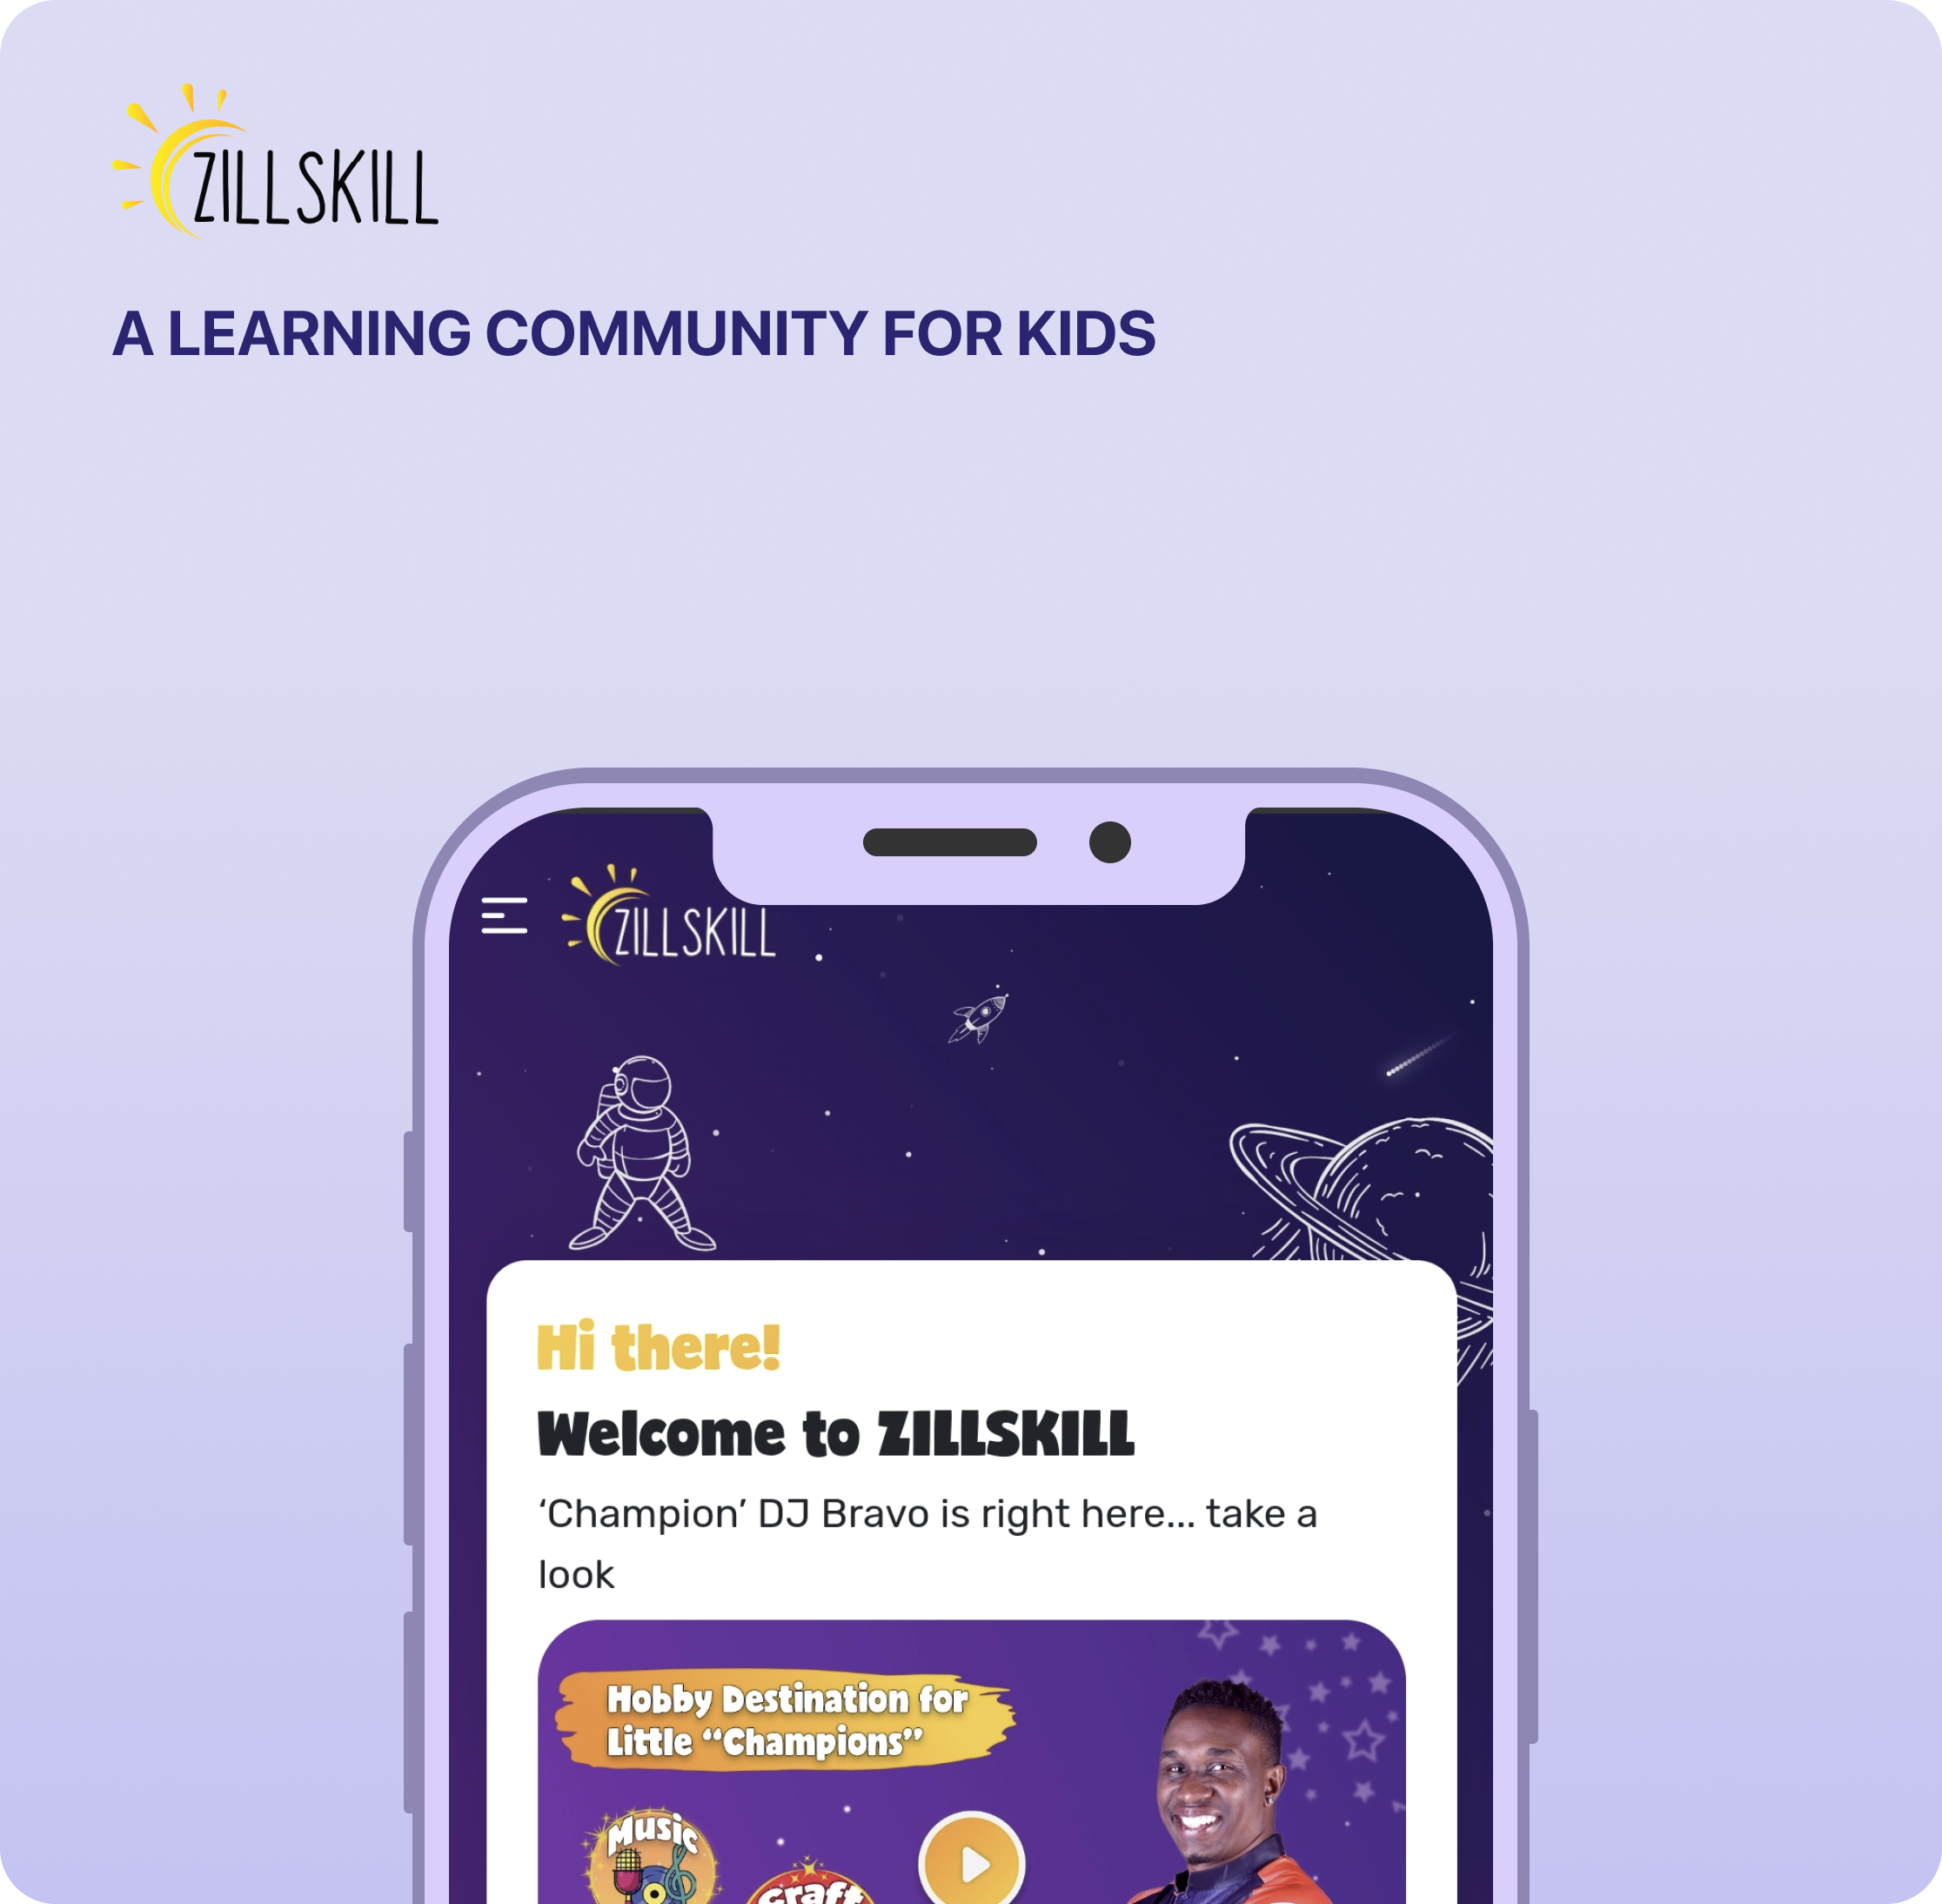 ZILLSKILL
A LEARNING COMMUNITY FOR KIDS
ZILLSKILL
Hi there!
Welcome to ZILLSKILL
‘Champion’ DJ Bravo is right here... take a
look
Hobby Destination for
Little “Champions”
Music
Craft